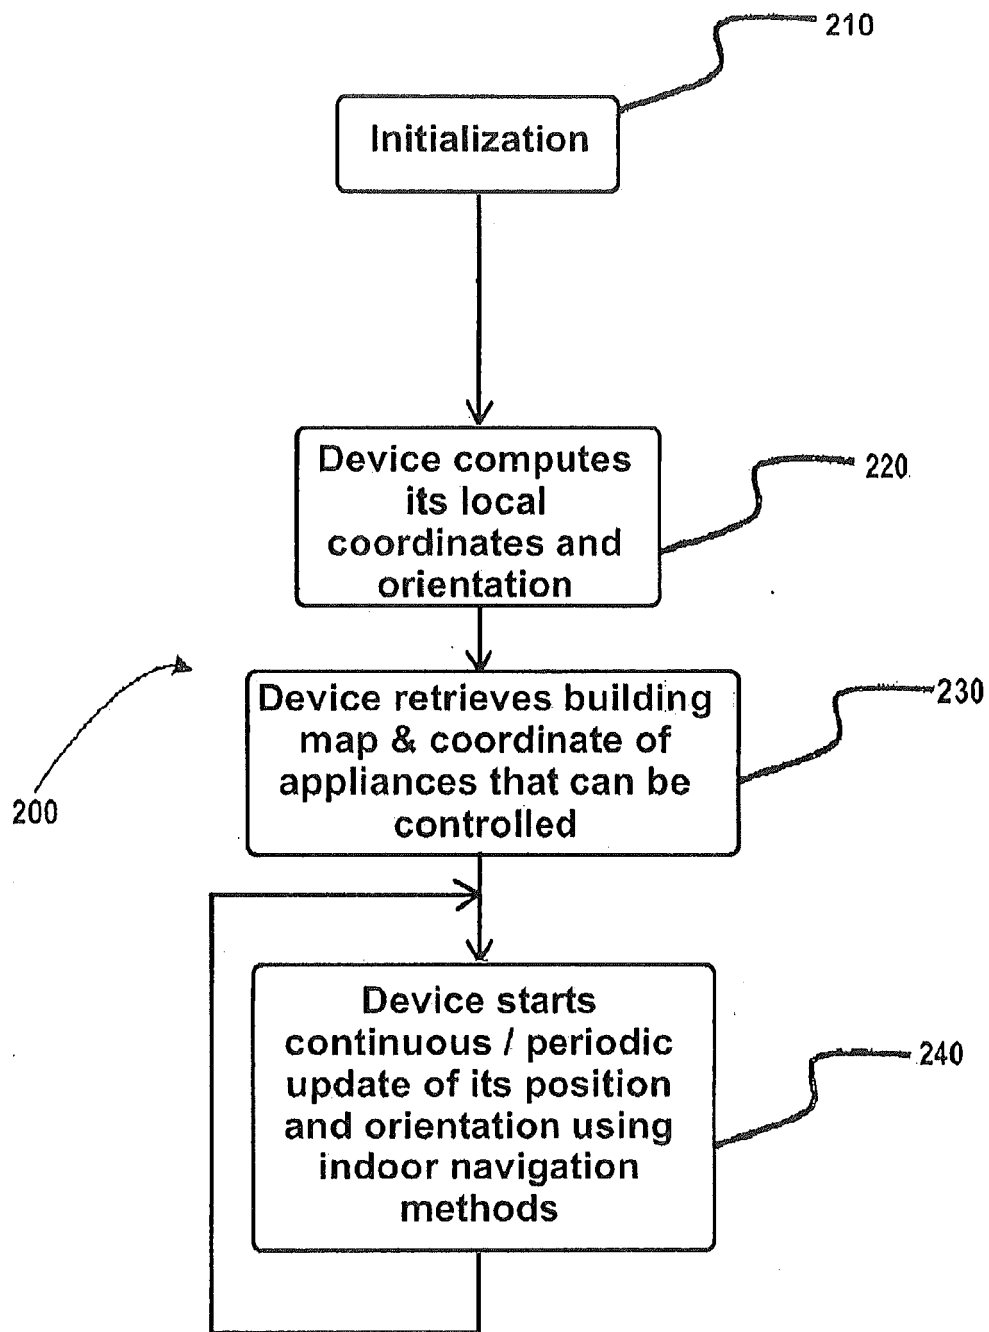 210
Initialization
Device computes
its local
coordinates and
orientation
220
Device retrieves building
map & coordinate of
appliances that can be
controlled
230
200
Device starts
continuous / periodic
update of its position
and orientation using
indoor navigation
methods
240